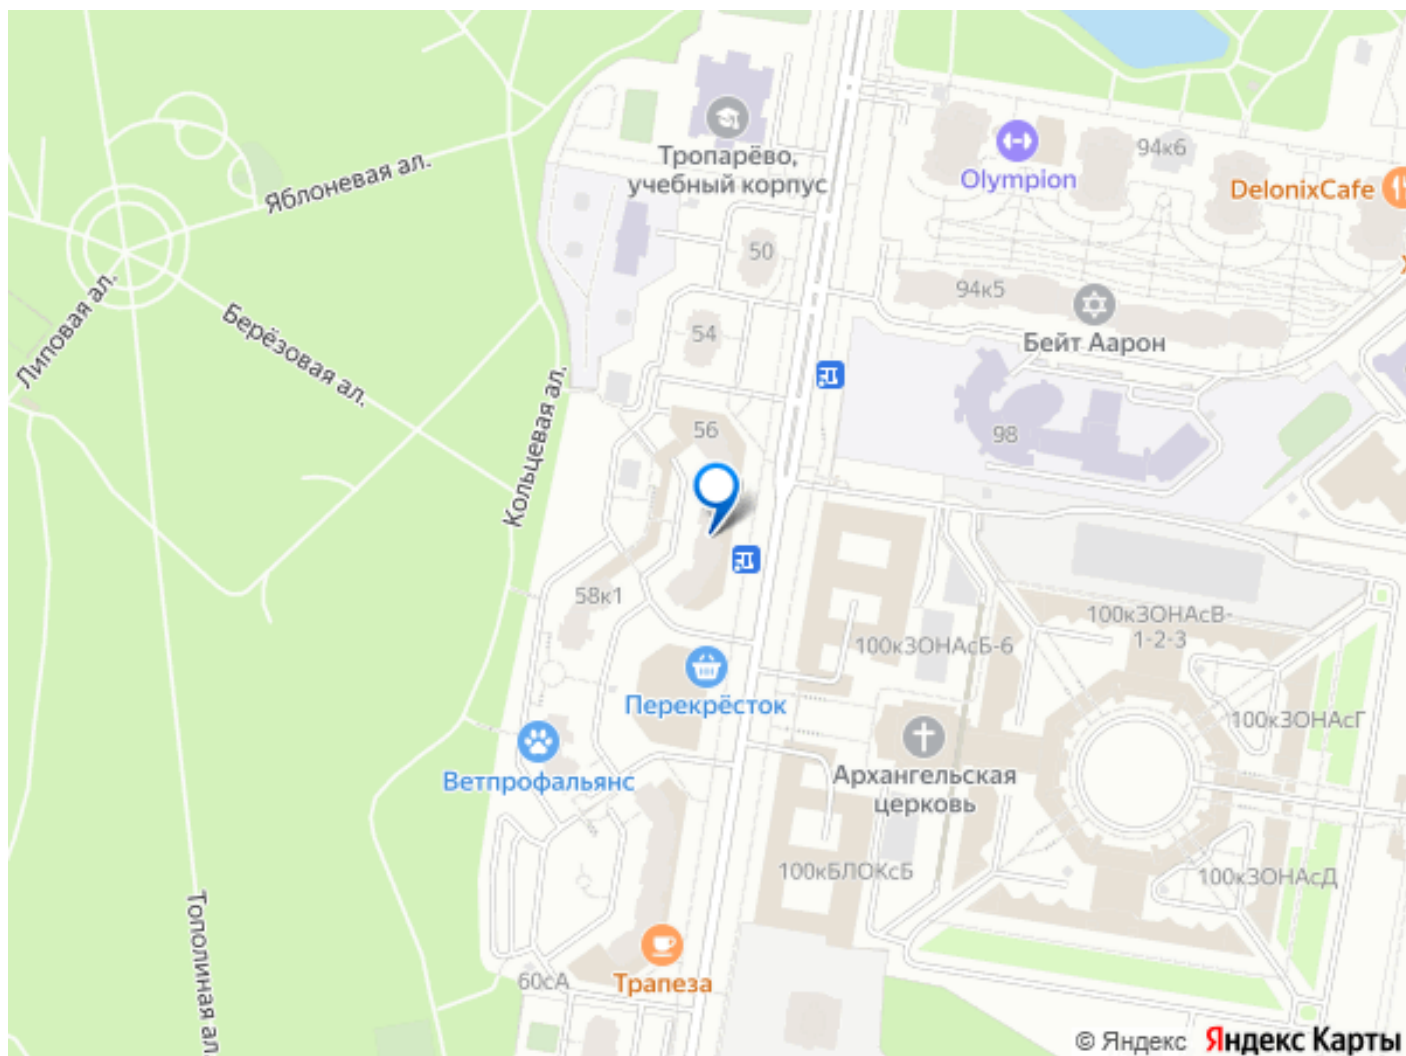 Тропарёво,
учебный корпус
Olympion
94к6
DelonixCafe
Яблоневая ал.
50
94к5
Бейт Аарон
54
Липовая ал.
Берёзовая ал.
Кольцевая ал.
56
98
58к1
100кЗОНАсВ-
1-2-3
100кЗОНАсБ-6
Перекрёсток
100кЗОНАсГ
Ветпрофальянс
Архангельская
церковь
100кБЛОКсБ
100кЗОНАсД
Тополиная ал.
Трапеза
60сА
© Яндекс Яндекс Карты